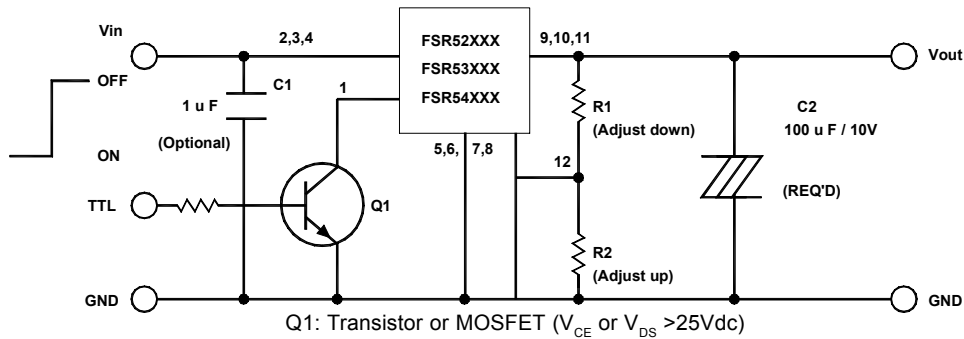 Vin
2,3,4
FSR52XXX
9,10,11
Vout
FSR53XXX
OFF
C1
1
FSR54XXX
R1
C2
1 u F
(Adjust down)
100 u F / 10V
(Optional)
5,6,
7,8
ON
12
(REQ'D)
TTL
Q1
R2
(Adjust up)
GND
GND
Q1: Transistor or MOSFET (VCE or VDS >25Vdc)